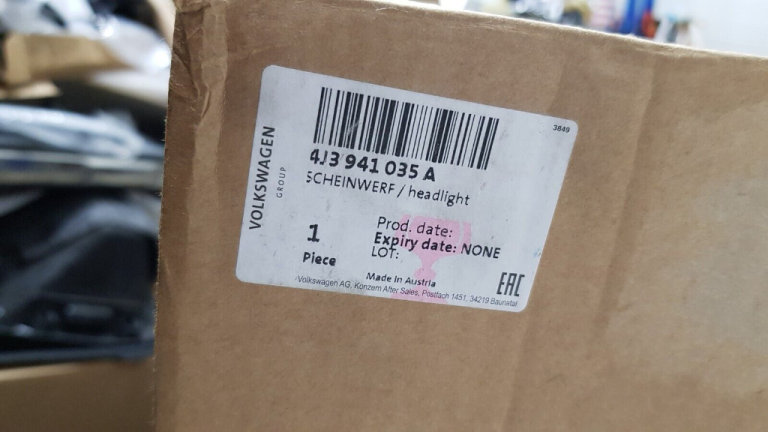 3849
VOLKSWAGEN
GROUP
4J3 941 035 A
SCHEINWERF / headlight
1
Piece
Prod. date:
Expiry date: NONE
LOT:
Made in Austria
EAC
Volkswagen AG, Konzern After Sales, Postfach 1451, 34219 Baunatal